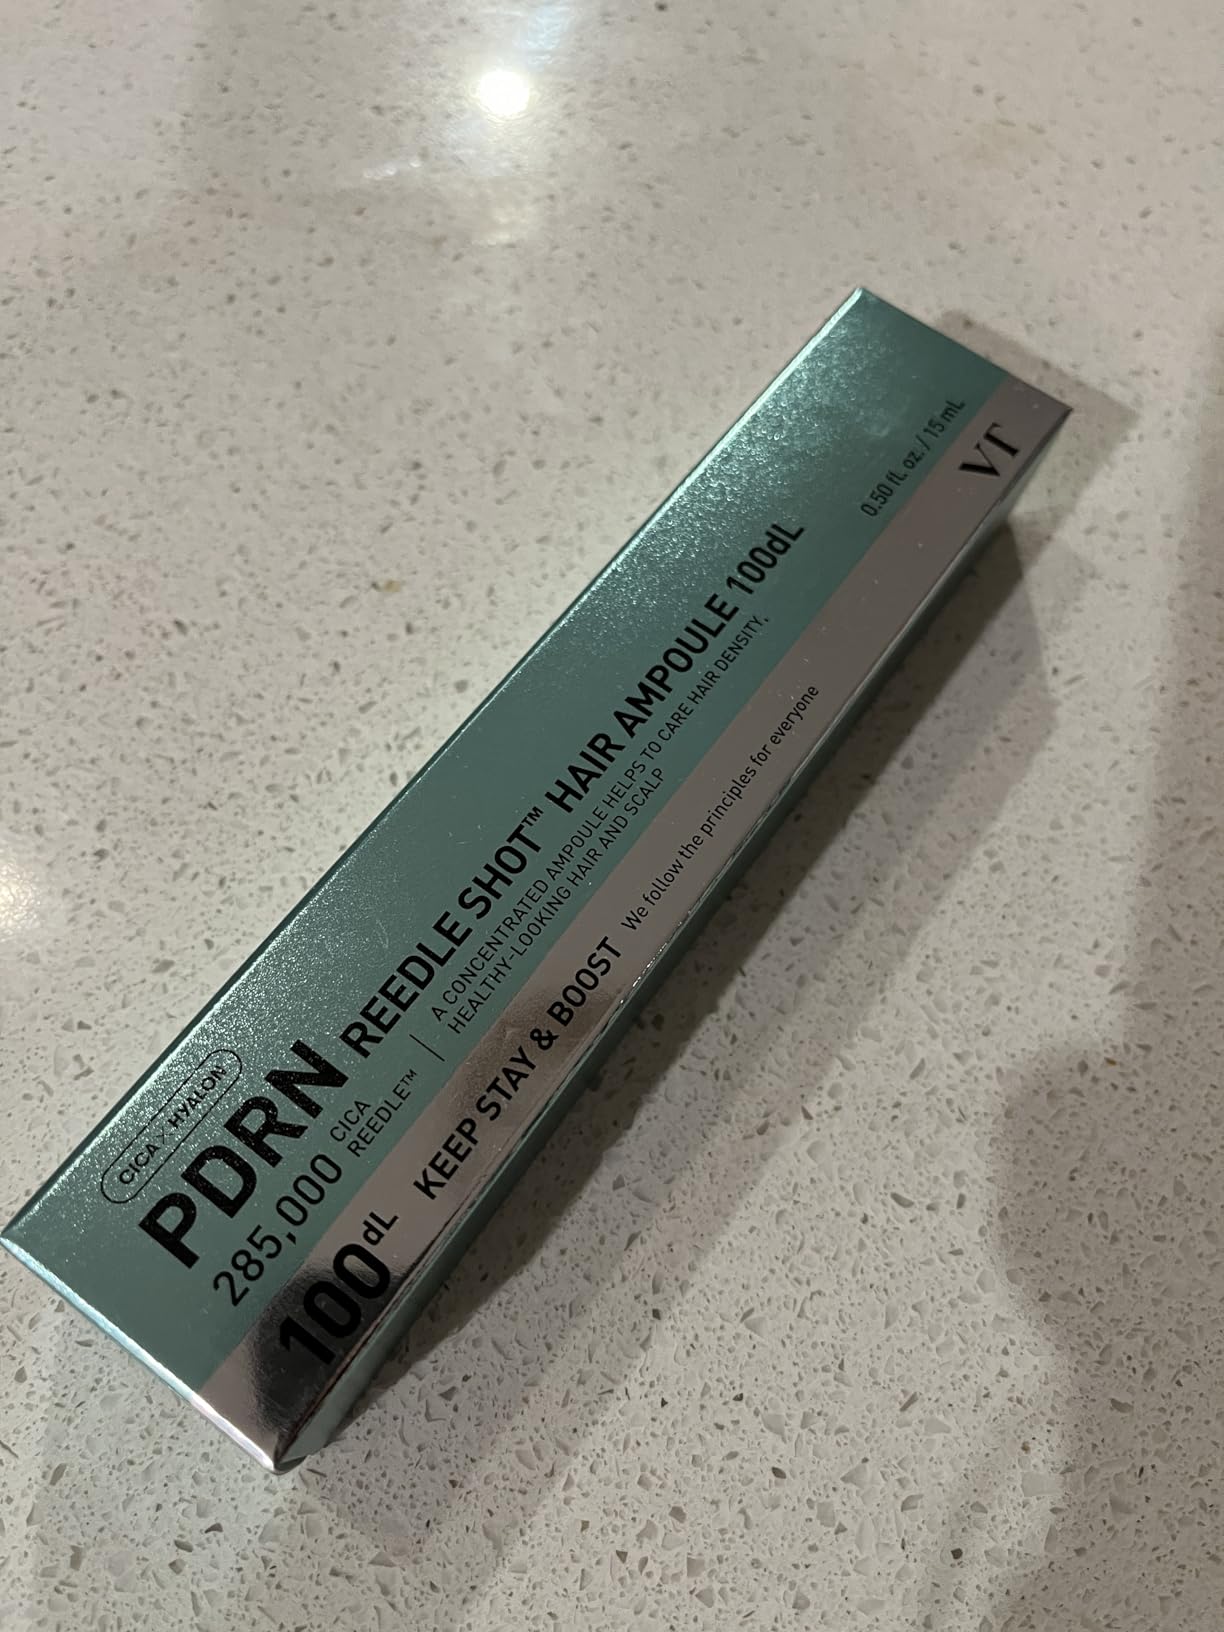 CICA × HYALON
PDRN REEDLE SHOT™ HAIR AMPOULE 100dL
285,000 CICA REEDLE™
A CONCENTRATED AMPOULE HELPS TO CARE HAIR DENSITY,
HEALTHY-LOOKING HAIR AND SCALP
0.50 fL. oz. / 15 mL
100dL KEEP STAY & BOOST We follow the principles for everyone
VT